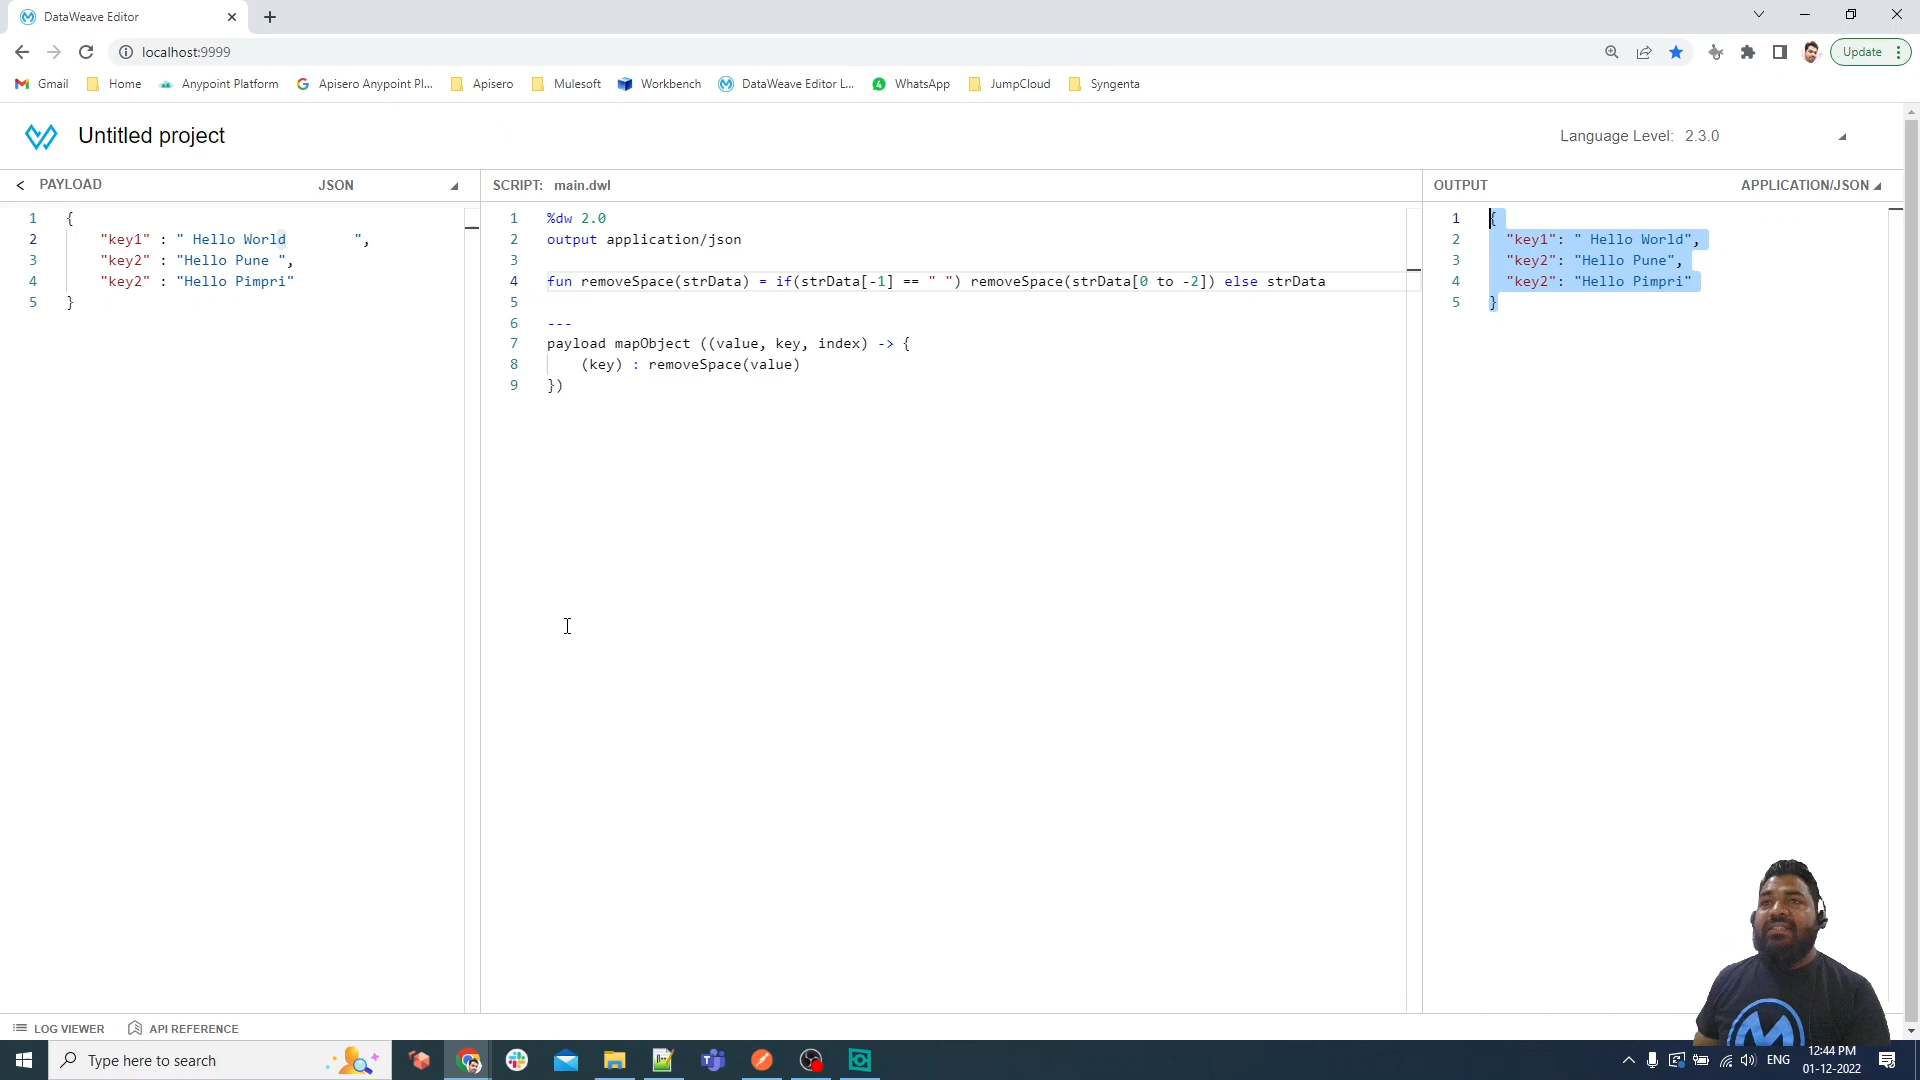 DataWeave Editor
localhost:9999
Update
Gmail Home Anypoint Platform Apisero Anypoint Pl... Apisero Mulesoft Workbench DataWeave Editor L... WhatsApp JumpCloud Syngenta
Untitled project
Language Level: 2.3.0
PAYLOAD JSON
1 {
2 "key1" : " Hello World        ",
3 "key2" : "Hello Pune ",
4 "key2" : "Hello Pimpri"
5 }
SCRIPT: main.dwl
1 %dw 2.0
2 output application/json
3
4 fun removeSpace(strData) = if(strData[-1] == " ") removeSpace(strData[0 to -2]) else strData
5
6 ---
7 payload mapObject ((value, key, index) -> {
8 (key) : removeSpace(value)
9 })
OUTPUT APPLICATION/JSON
1 {
2 "key1": " Hello World",
3 "key2": "Hello Pune",
4 "key2": "Hello Pimpri"
5 }
LOG VIEWER API REFERENCE
Type here to search
ENG
12:44 PM
01-12-2022